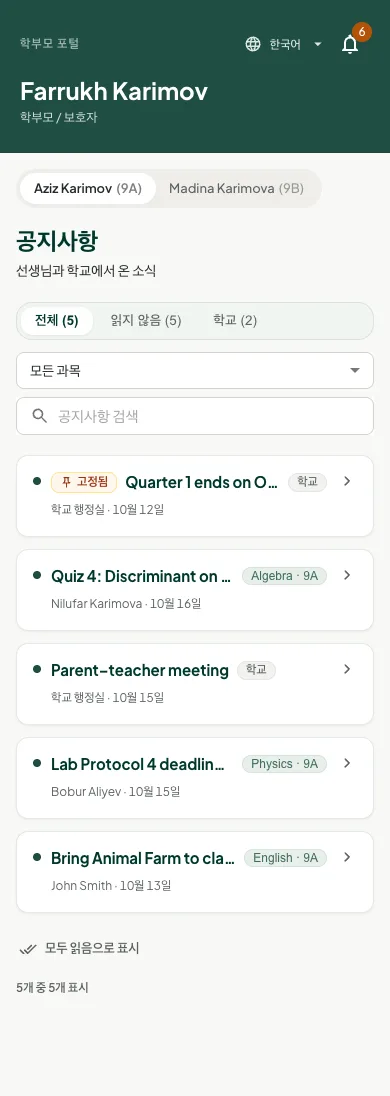 학부모 포털
한국어
6
Farrukh Karimov
학부모 / 보호자
Aziz Karimov (9A)
Madina Karimova (9B)
공지사항
선생님과 학교에서 온 소식
전체 (5)
읽지 않음 (5)
학교 (2)
모든 과목
공지사항 검색
고정됨 Quarter 1 ends on O... 학교
학교 행정실 · 10월 12일
Quiz 4: Discriminant on ... Algebra · 9A
Nilufar Karimova · 10월 16일
Parent–teacher meeting 학교
학교 행정실 · 10월 15일
Lab Protocol 4 deadlin... Physics · 9A
Bobur Aliyev · 10월 15일
Bring Animal Farm to cla... English · 9A
John Smith · 10월 13일
모두 읽음으로 표시
5개 중 5개 표시